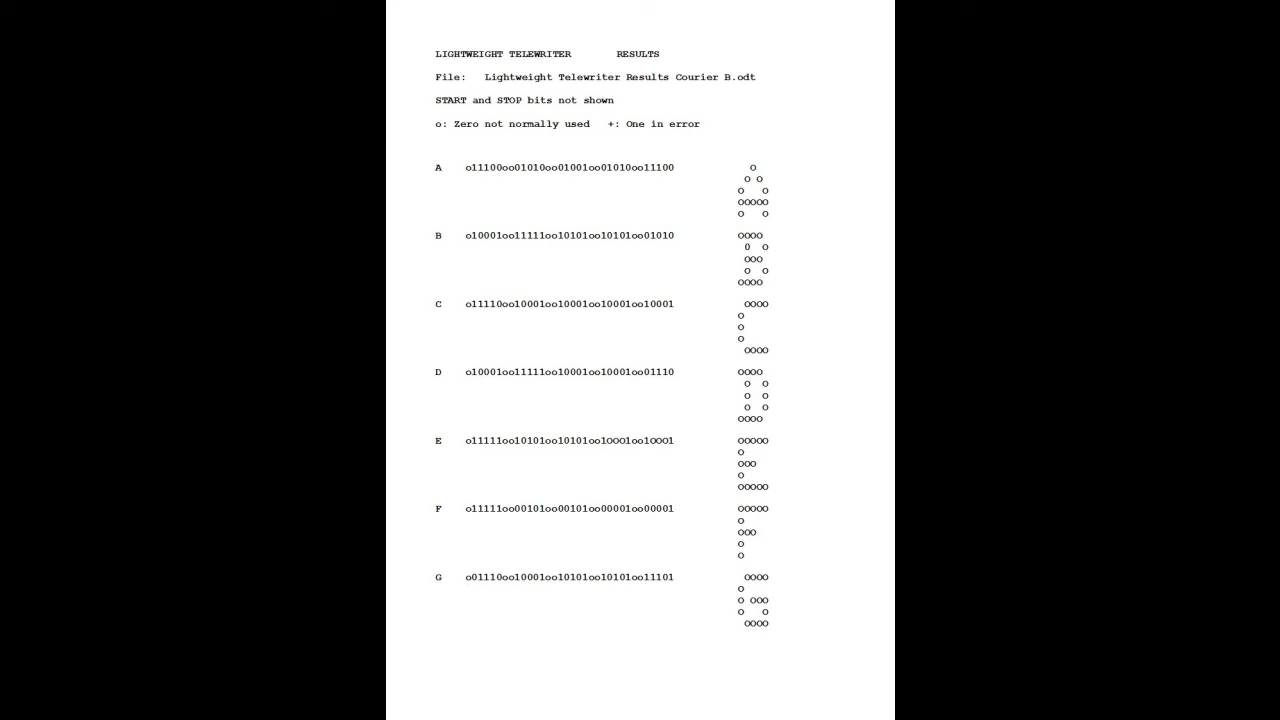 LIGHTWEIGHT TELEWRITER RESULTS
File: Lightweight Telewriter Results Courier B.odt
START and STOP bits not shown
o: Zero not normally used +: One in error
A o11100oo01010oo01001oo01010oo11100 O
O O
O O
OOOOO
O O
B o10001oo11111oo10101oo10101oo01010 OOOO
0 O
OOO
O O
OOOO
C o11110oo10001oo10001oo10001oo10001 OOOO
O
O
O
OOOO
D o10001oo11111oo10001oo10001oo01110 OOOO
O O
O O
O O
OOOO
E o11111oo10101oo10101oo1OOO1oo1OOO1 OOOOO
O
OOO
O
OOOOO
F o11111oo00101oo00101oo00001oo00001 OOOOO
O
OOO
O
O
G o01110oo10001oo10101oo10101oo11101 OOOO
O
O OOO
O O
OOOO